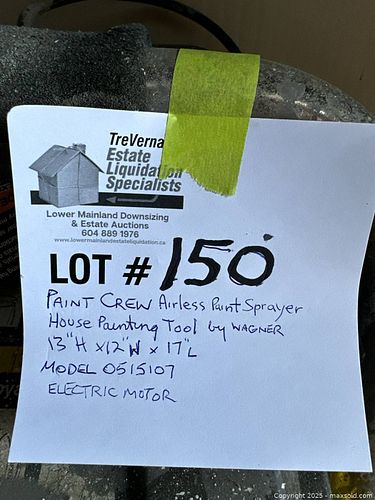 TreVerna
Estate
Liquidation
Specialists
Lower Mainland Downsizing
& Estate Auctions
604 889 1976
www.lowermainlandestateliquidation.ca
LOT # 150
PAINT CREW Airless Paint Sprayer
House Painting Tool by WAGNER
13"H x12"W x 17"L
MODEL 0515107
ELECTRIC MOTOR
Copyright 2025 - maxsold.com